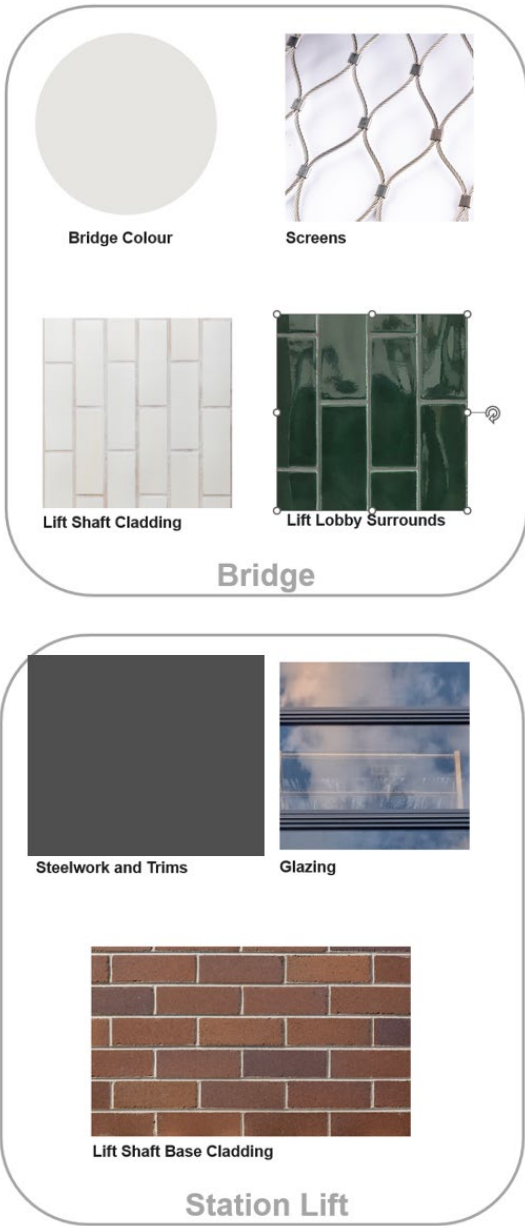 Bridge Colour
Screens
Lift Shaft Cladding
Lift Lobby Surrounds
Bridge
Steelwork and Trims
Glazing
Lift Shaft Base Cladding
Station Lift